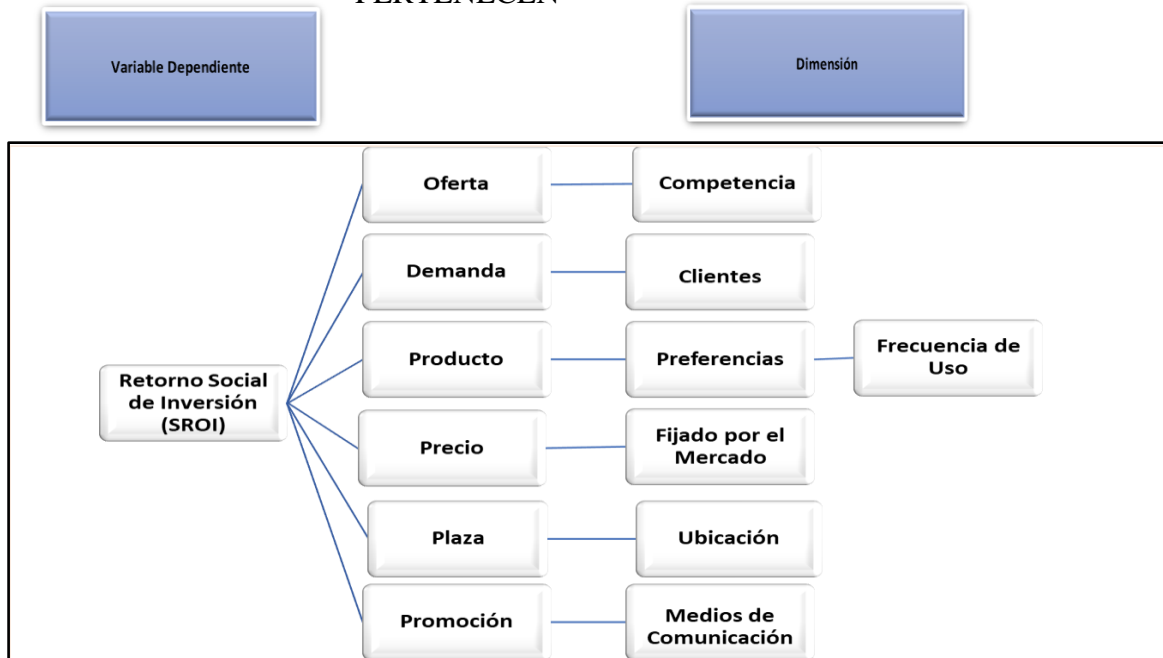 PERTENECEN
Variable Dependiente
Dimensión
Oferta
Competencia
Demanda
Clientes
Producto
Preferencias
Frecuencia de
Uso
Retorno Social
de Inversión
(SROI)
Precio
Fijado por el
Mercado
Plaza
Ubicación
Promoción
Medios de
Comunicación